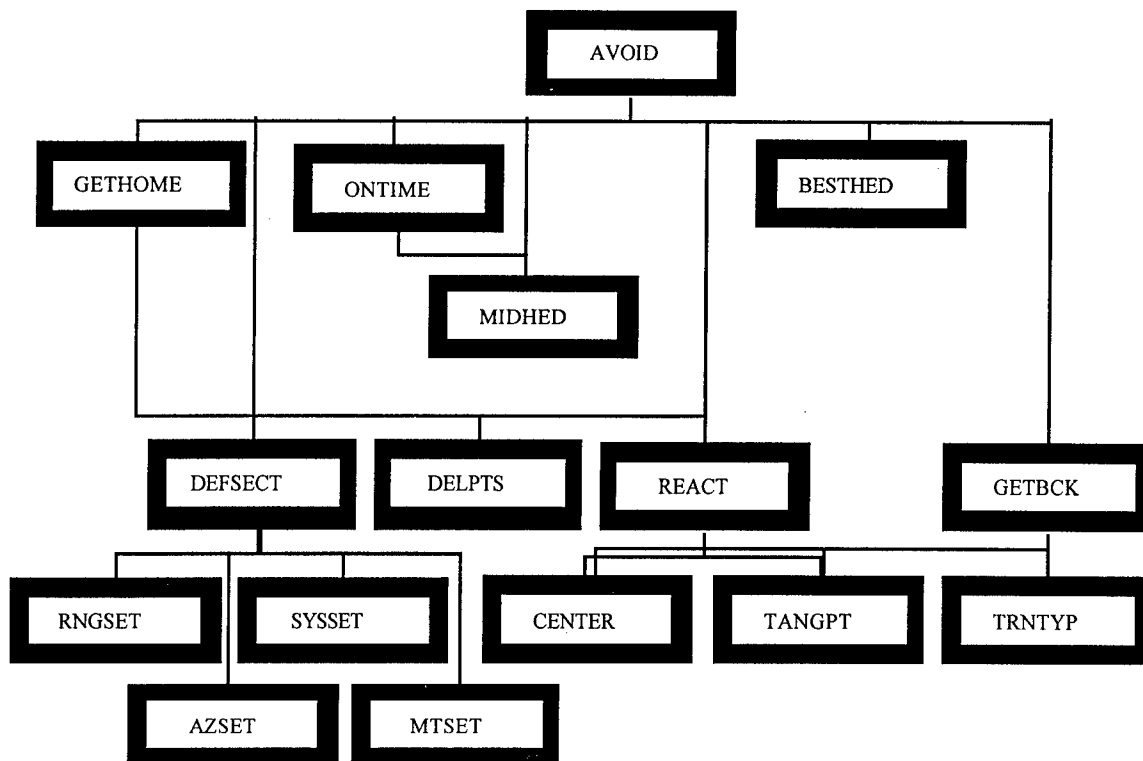 AVOID
GETHOME
ONTIME
BESTHED
MIDHED
DEFSECT
DELPTS
REACT
GETBCK
RNGSET
SYSSET
CENTER
TANGPT
TRNTYP
AZSET
MTSET